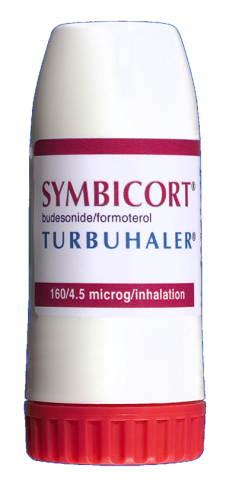 SYMBICORT®
budesonide/formoterol
TURBUHALER®
160/4.5 microg/inhalation